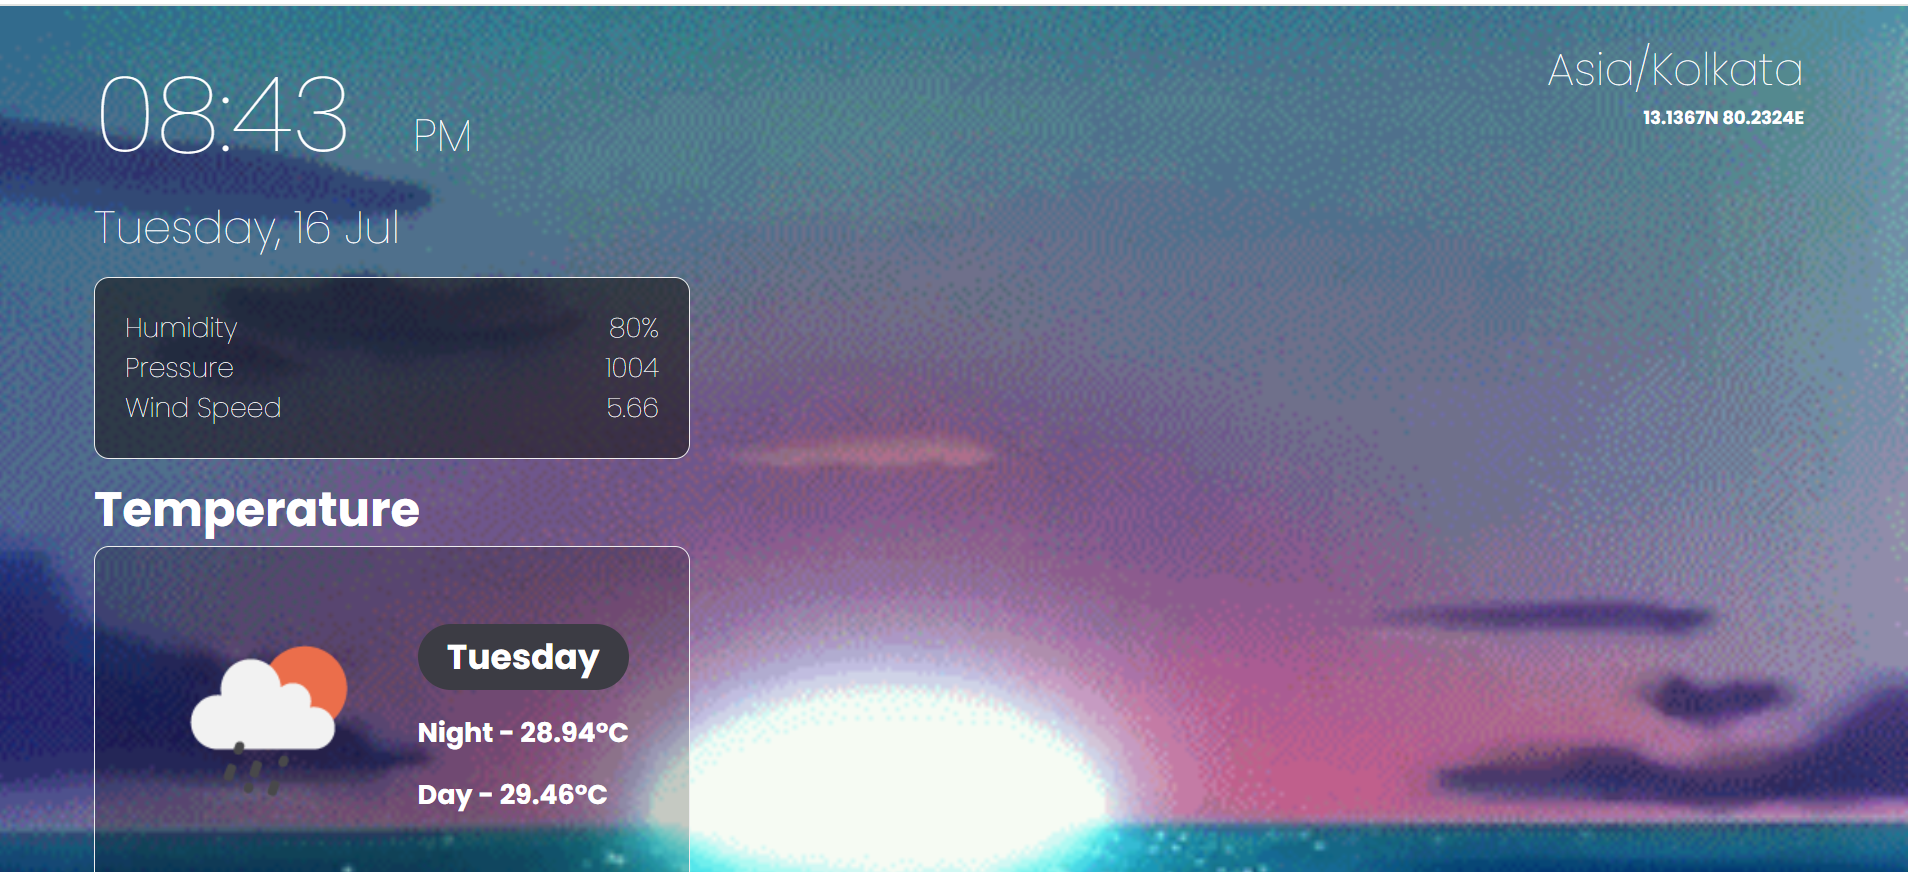 08:43 PM
Asia/Kolkata
13.1367N 80.2324E
Tuesday, 16 Jul
Humidity 80%
Pressure 1004
Wind Speed 5.66
Temperature
Tuesday
Night - 28.94°C
Day - 29.46°C